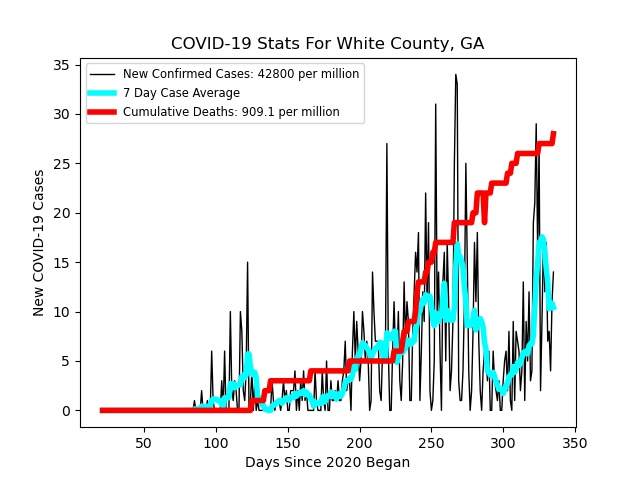 COVID-19 Stats For White County, GA
New Confirmed Cases: 42800 per million
7 Day Case Average
Cumulative Deaths: 909.1 per million
New COVID-19 Cases
35
30
25
20
15
10
5
0
50
100
150
200
250
300
350
Days Since 2020 Began